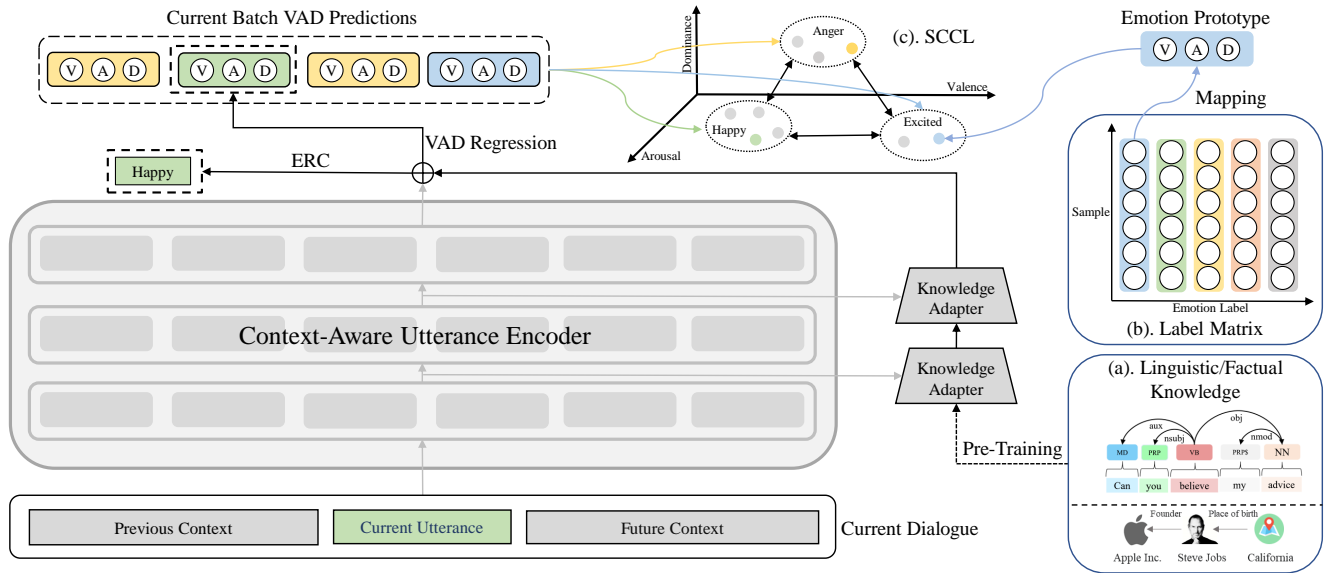 Current Batch VAD Predictions
V A D
V A D
V A D
V A D
Dominance
Anger
(c). SCCL
Valence
Happy
Excited
Arousal
Emotion Prototype
V A D
Mapping
VAD Regression
ERC
Happy
Sample
Emotion Label
(b). Label Matrix
Context-Aware Utterance Encoder
Knowledge
Adapter
Knowledge
Adapter
Pre-Training
(a). Linguistic/Factual
Knowledge
aux
nsubj
obj
nmod
MD PRP VB PRP$ NN
Can you believe my advice
Founder
Place of birth
Apple Inc. Steve Jobs California
Previous Context
Current Utterance
Future Context
Current Dialogue